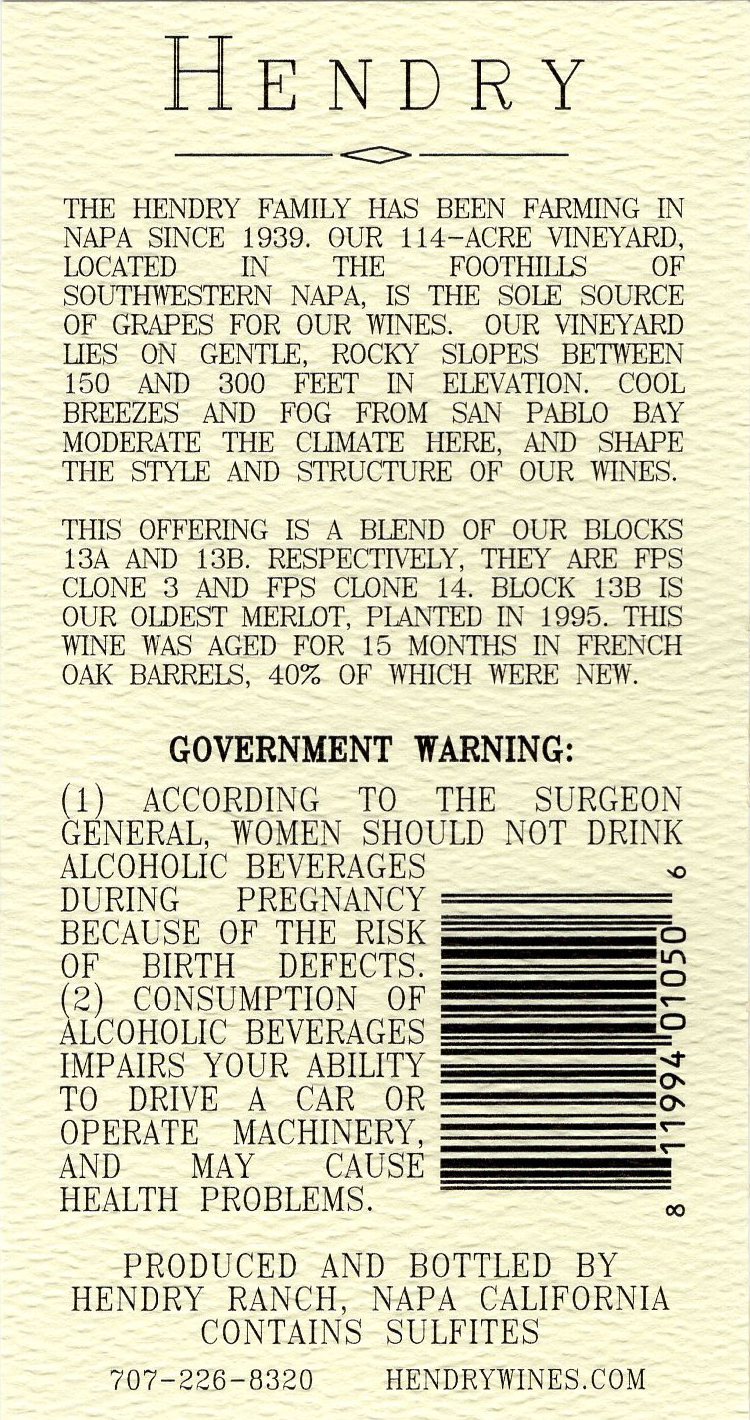 HENDRY
THE HENDRY FAMILY HAS BEEN FARMING IN
NAPA SINCE 1939. OUR 114-ACRE VINEYARD,
LOCATED IN THE FOOTHILLS OF
SOUTHWESTERN NAPA, IS THE SOLE SOURCE
OF GRAPES FOR OUR WINES. OUR VINEYARD
LIES ON GENTLE, ROCKY SLOPES BETWEEN
150 AND 300 FEET IN ELEVATION. COOL
BREEZES AND FOG FROM SAN PABLO BAY
MODERATE THE CLIMATE HERE, AND SHAPE
THE STYLE AND STRUCTURE OF OUR WINES.
THIS OFFERING IS A BLEND OF OUR BLOCKS
13A AND 13B. RESPECTIVELY, THEY ARE FPS
CLONE 3 AND FPS CLONE 14. BLOCK 13B IS
OUR OLDEST MERLOT, PLANTED IN 1995. THIS
WINE WAS AGED FOR 15 MONTHS IN FRENCH
OAK BARRELS, 40% OF WHICH WERE NEW.
GOVERNMENT WARNING:
(1) ACCORDING TO THE SURGEON
GENERAL, WOMEN SHOULD NOT DRINK
ALCOHOLIC BEVERAGES
DURING PREGNANCY
BECAUSE OF THE RISK
OF BIRTH DEFECTS.
(2) CONSUMPTION OF
ALCOHOLIC BEVERAGES
IMPAIRS YOUR ABILITY
TO DRIVE A CAR OR
OPERATE MACHINERY,
AND MAY CAUSE
HEALTH PROBLEMS.
8 11994 01050 6
PRODUCED AND BOTTLED BY
HENDRY RANCH, NAPA CALIFORNIA
CONTAINS SULFITES
707-226-8320 HENDRYWINES.COM